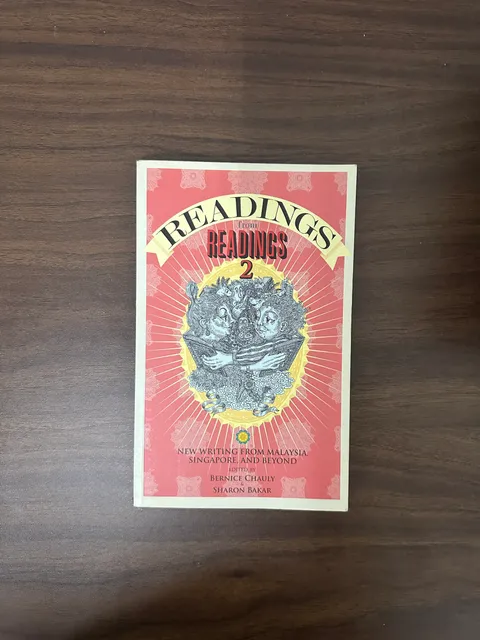 READINGS
from
READINGS
2
NEW WRITING FROM MALAYSIA,
SINGAPORE, AND BEYOND
EDITED BY
BERNICE CHAULY
&
SHARON BAKAR